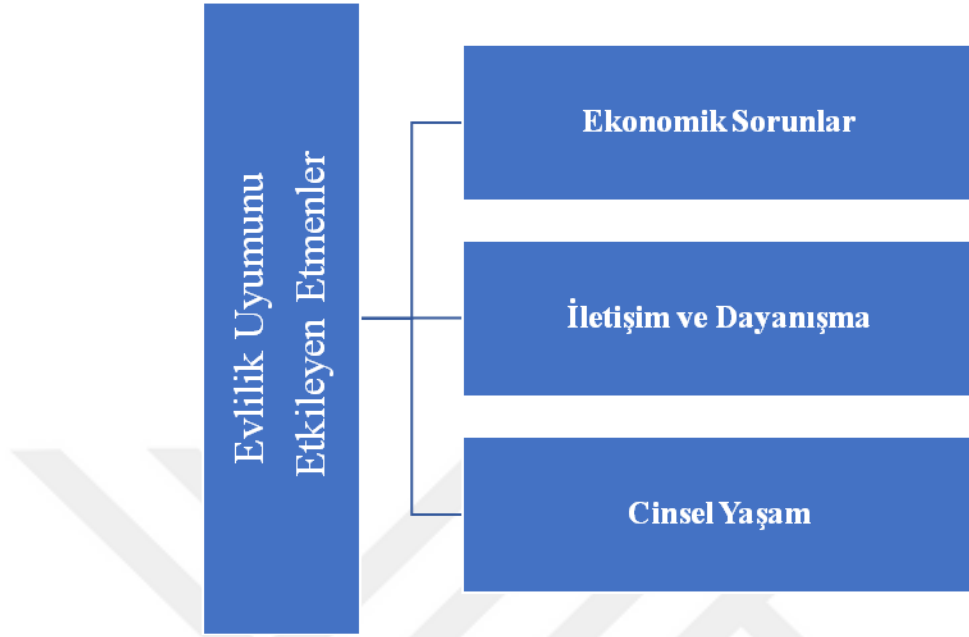 Evlilik Uyumunu
Etkileyen Etmenler
Ekonomik Sorunlar
İletişim ve Dayanışma
Cinsel Yaşam